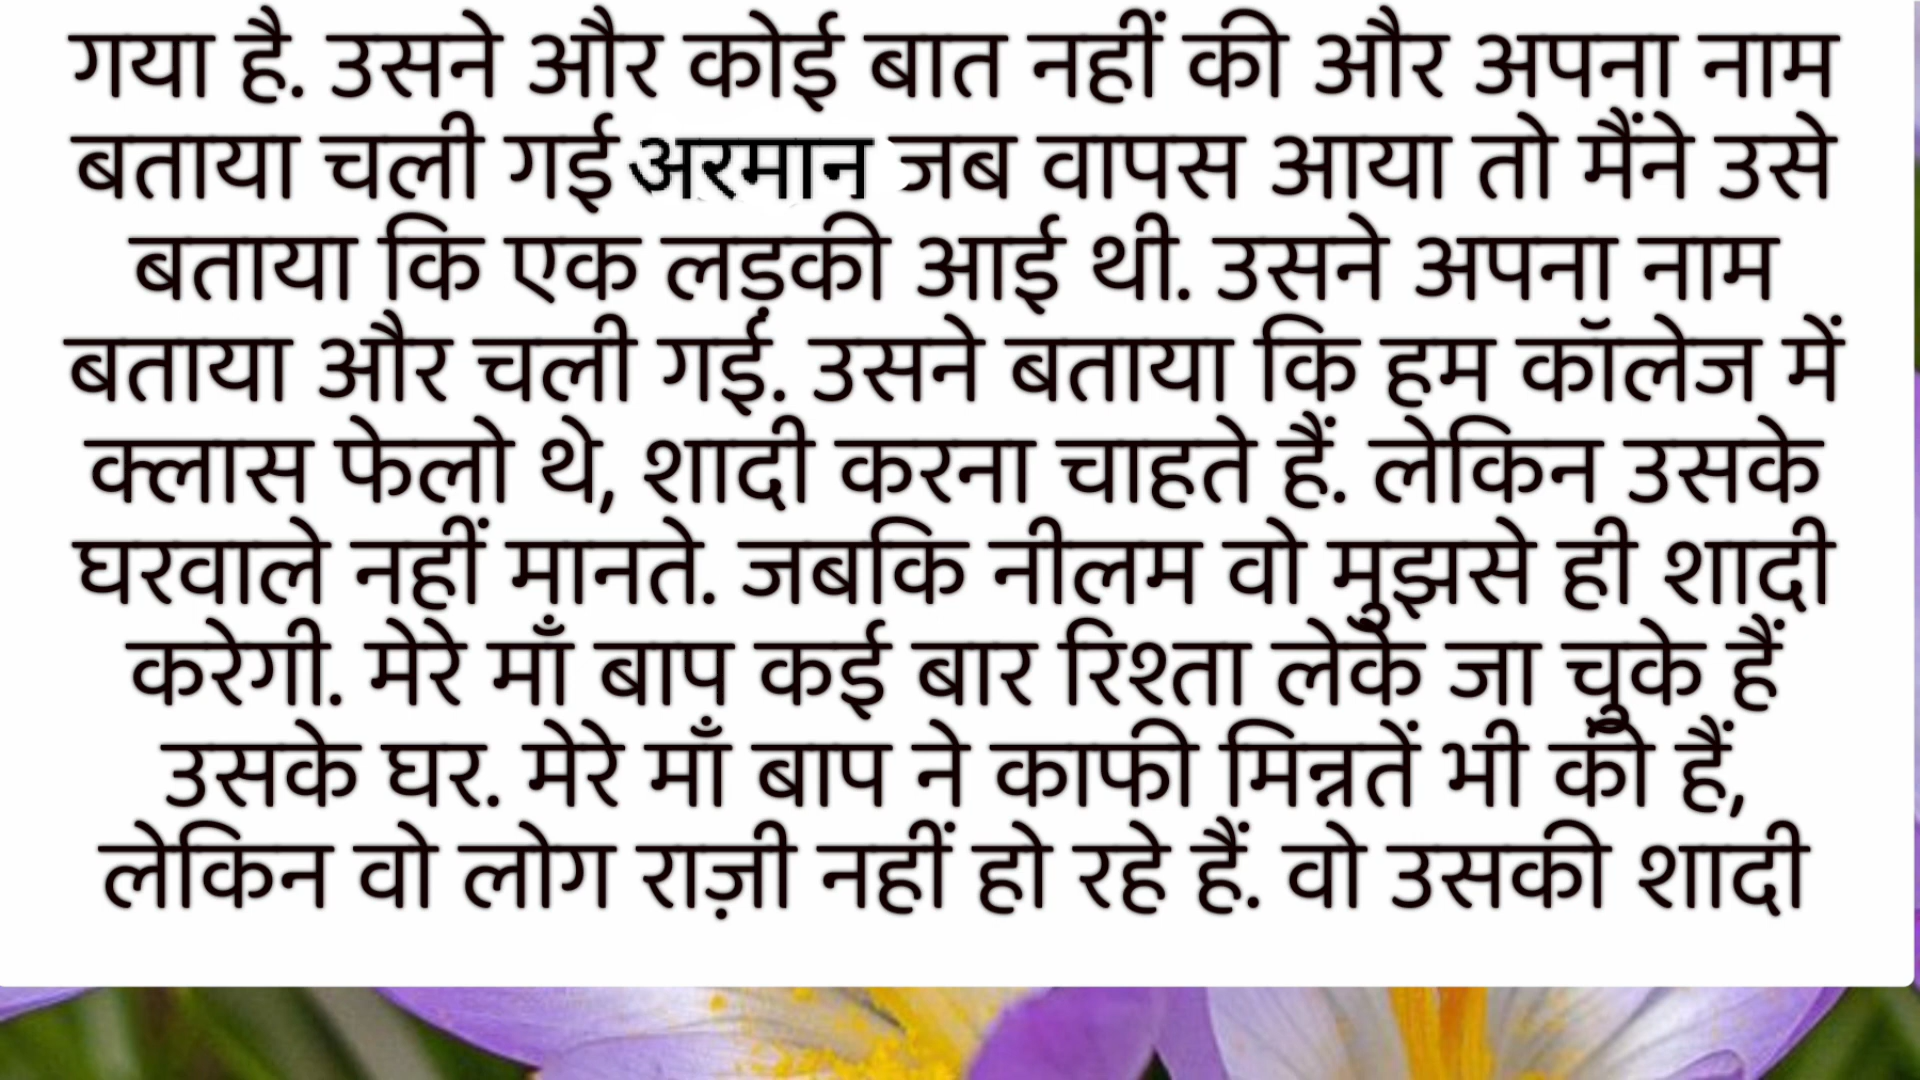 गया है. उसने और कोई बात नहीं की और अपना नाम
बताया चली गई अरमान जब वापस आया तो मैंने उसे
बताया कि एक लड़की आई थी. उसने अपना नाम
बताया और चली गई. उसने बताया कि हम कॉलेज में
क्लास फेलो थे, शादी करना चाहते हैं. लेकिन उसके
घरवाले नहीं मानते. जबकि नीलम वो मुझसे ही शादी
करेगी. मेरे माँ बाप कई बार रिश्ता लेके जा चुके हैं
उसके घर. मेरे माँ बाप ने काफी मिन्नतें भी की हैं,
लेकिन वो लोग राज़ी नहीं हो रहे हैं. वो उसकी शादी